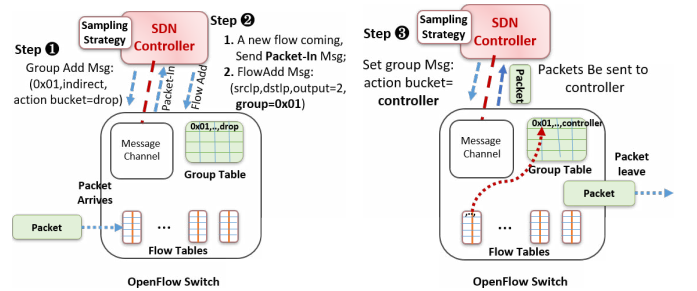 Sampling
Strategy
SDN
Controller
Step ❶
Group Add Msg:
(0x01,indirect,
action bucket=drop)
Packet-In
Flow Add
Step ❷
1. A new flow coming,
Send Packet-In Msg;
2. FlowAdd Msg:
(srcIp,dstIp,output=2,
group=0x01)
Message
Channel
0x01,..,drop
Group Table
Packet
Arrives
Packet
...
Flow Tables
OpenFlow Switch
Step ❸
Sampling
Strategy
SDN
Controller
Set group Msg:
action bucket=
controller
Packet
Packets Be sent to
controller
Message
Channel
0x01,..,controller
Group Table
Packet
leave
Packet
...
Flow Tables
OpenFlow Switch